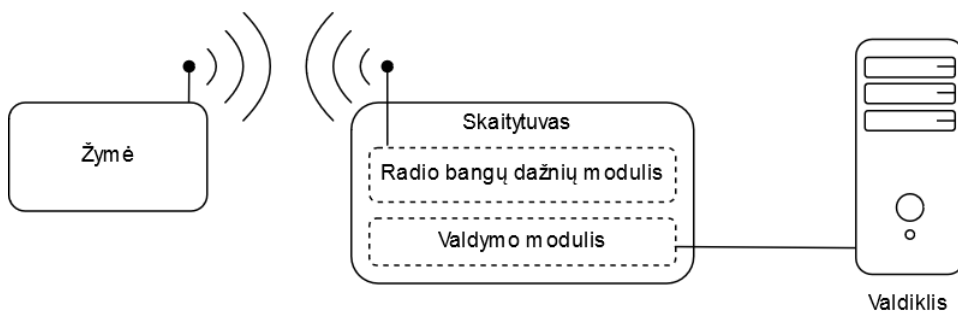 Žymė
Skaitytuvas
Radio bangų dažnių modulis
Valdymo modulis
Valdiklis